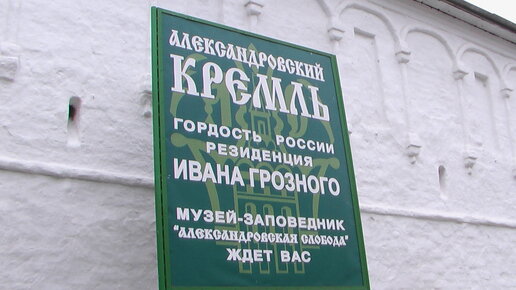 АЛЕКСАНДРОВСКИЙ
КРЕМЛЬ
ГОРДОСТЬ РОССИИ
РЕЗИДЕНЦИЯ
ИВАНА ГРОЗНОГО
МУЗЕЙ-ЗАПОВЕДНИК
"АЛЕКСАНДРОВСКАЯ СЛОБОДА"
ЖДЕТ ВАС